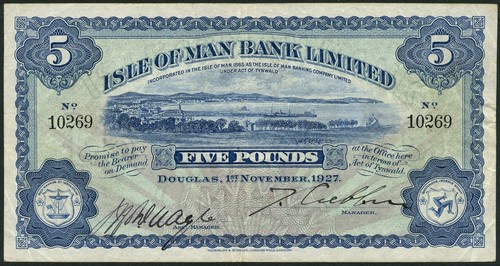 5 5
ISLE OF MAN BANK LIMITED
INCORPORATED IN THE ISLE OF MAN 1865 AS THE ISLE OF MAN BANKING COMPANY LIMITED
UNDER ACT OF TYNWALD
No No
10269 10269
Promise to pay
the Bearer
on Demand
at the Office here
in terms of
Act of Tynwald.
FIVE POUNDS
DOUGLAS, 1ST NOVEMBER, 1927.
MANAGER.
ASST MANAGER.